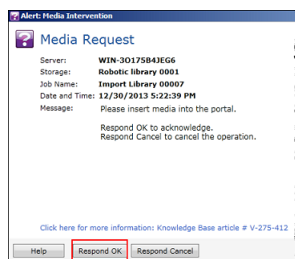 Alert: Media Intervention
Media Request
Server: WIN-3O175B4JEG6
Storage: Robotic library 0001
Job Name: Import Library 00007
Date and Time: 12/30/2013 5:22:39 PM
Message: Please insert media into the portal.
Respond OK to acknowledge.
Respond Cancel to cancel the operation.
Click here for more information: Knowledge Base article # V-275-412
Help Respond OK Respond Cancel